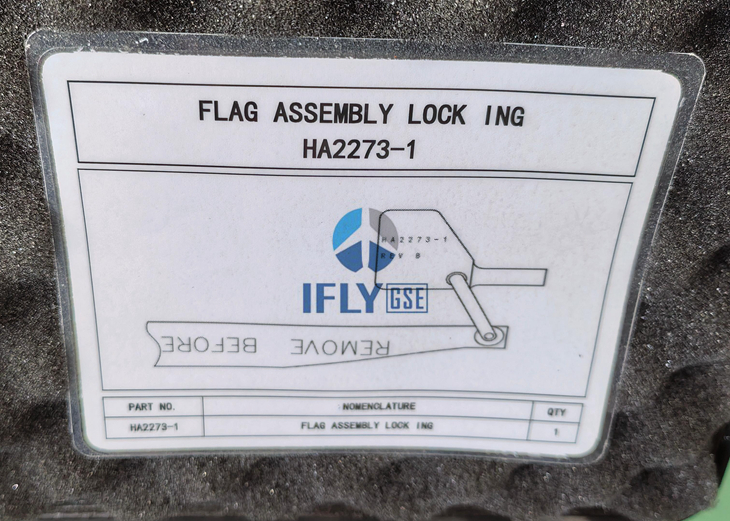 FLAG ASSEMBLY LOCK ING
HA2273-1
HA2273-1
REV B
IFLY GSE
REMOVE BEFORE
PART NO. NOMENCLATURE QTY
HA2273-1 FLAG ASSEMBLY LOCK ING 1